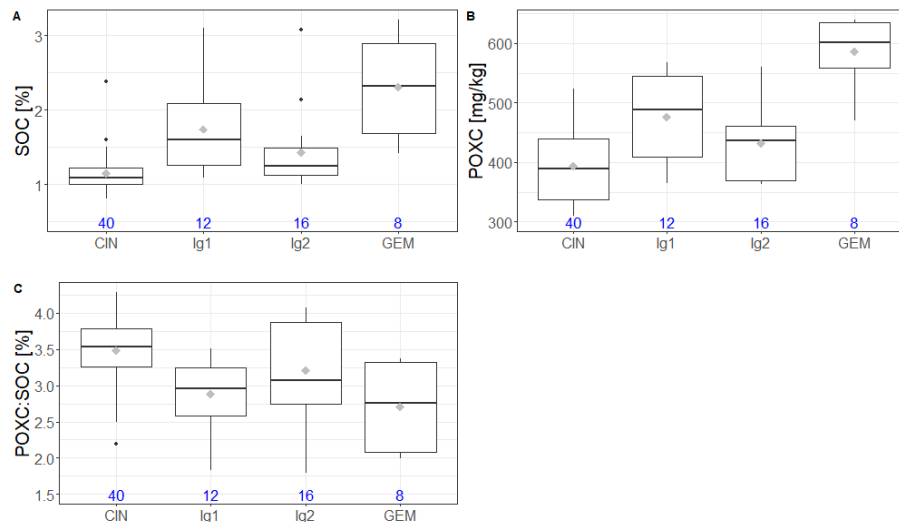 A
SOC [%]
3
2
1
40 12 16 8
CIN Ig1 Ig2 GEM
B
POXC [mg/kg]
600
500
400
300
40 12 16 8
CIN Ig1 Ig2 GEM
C
POXC:SOC [%]
4.0
3.5
3.0
2.5
2.0
1.5
40 12 16 8
CIN Ig1 Ig2 GEM